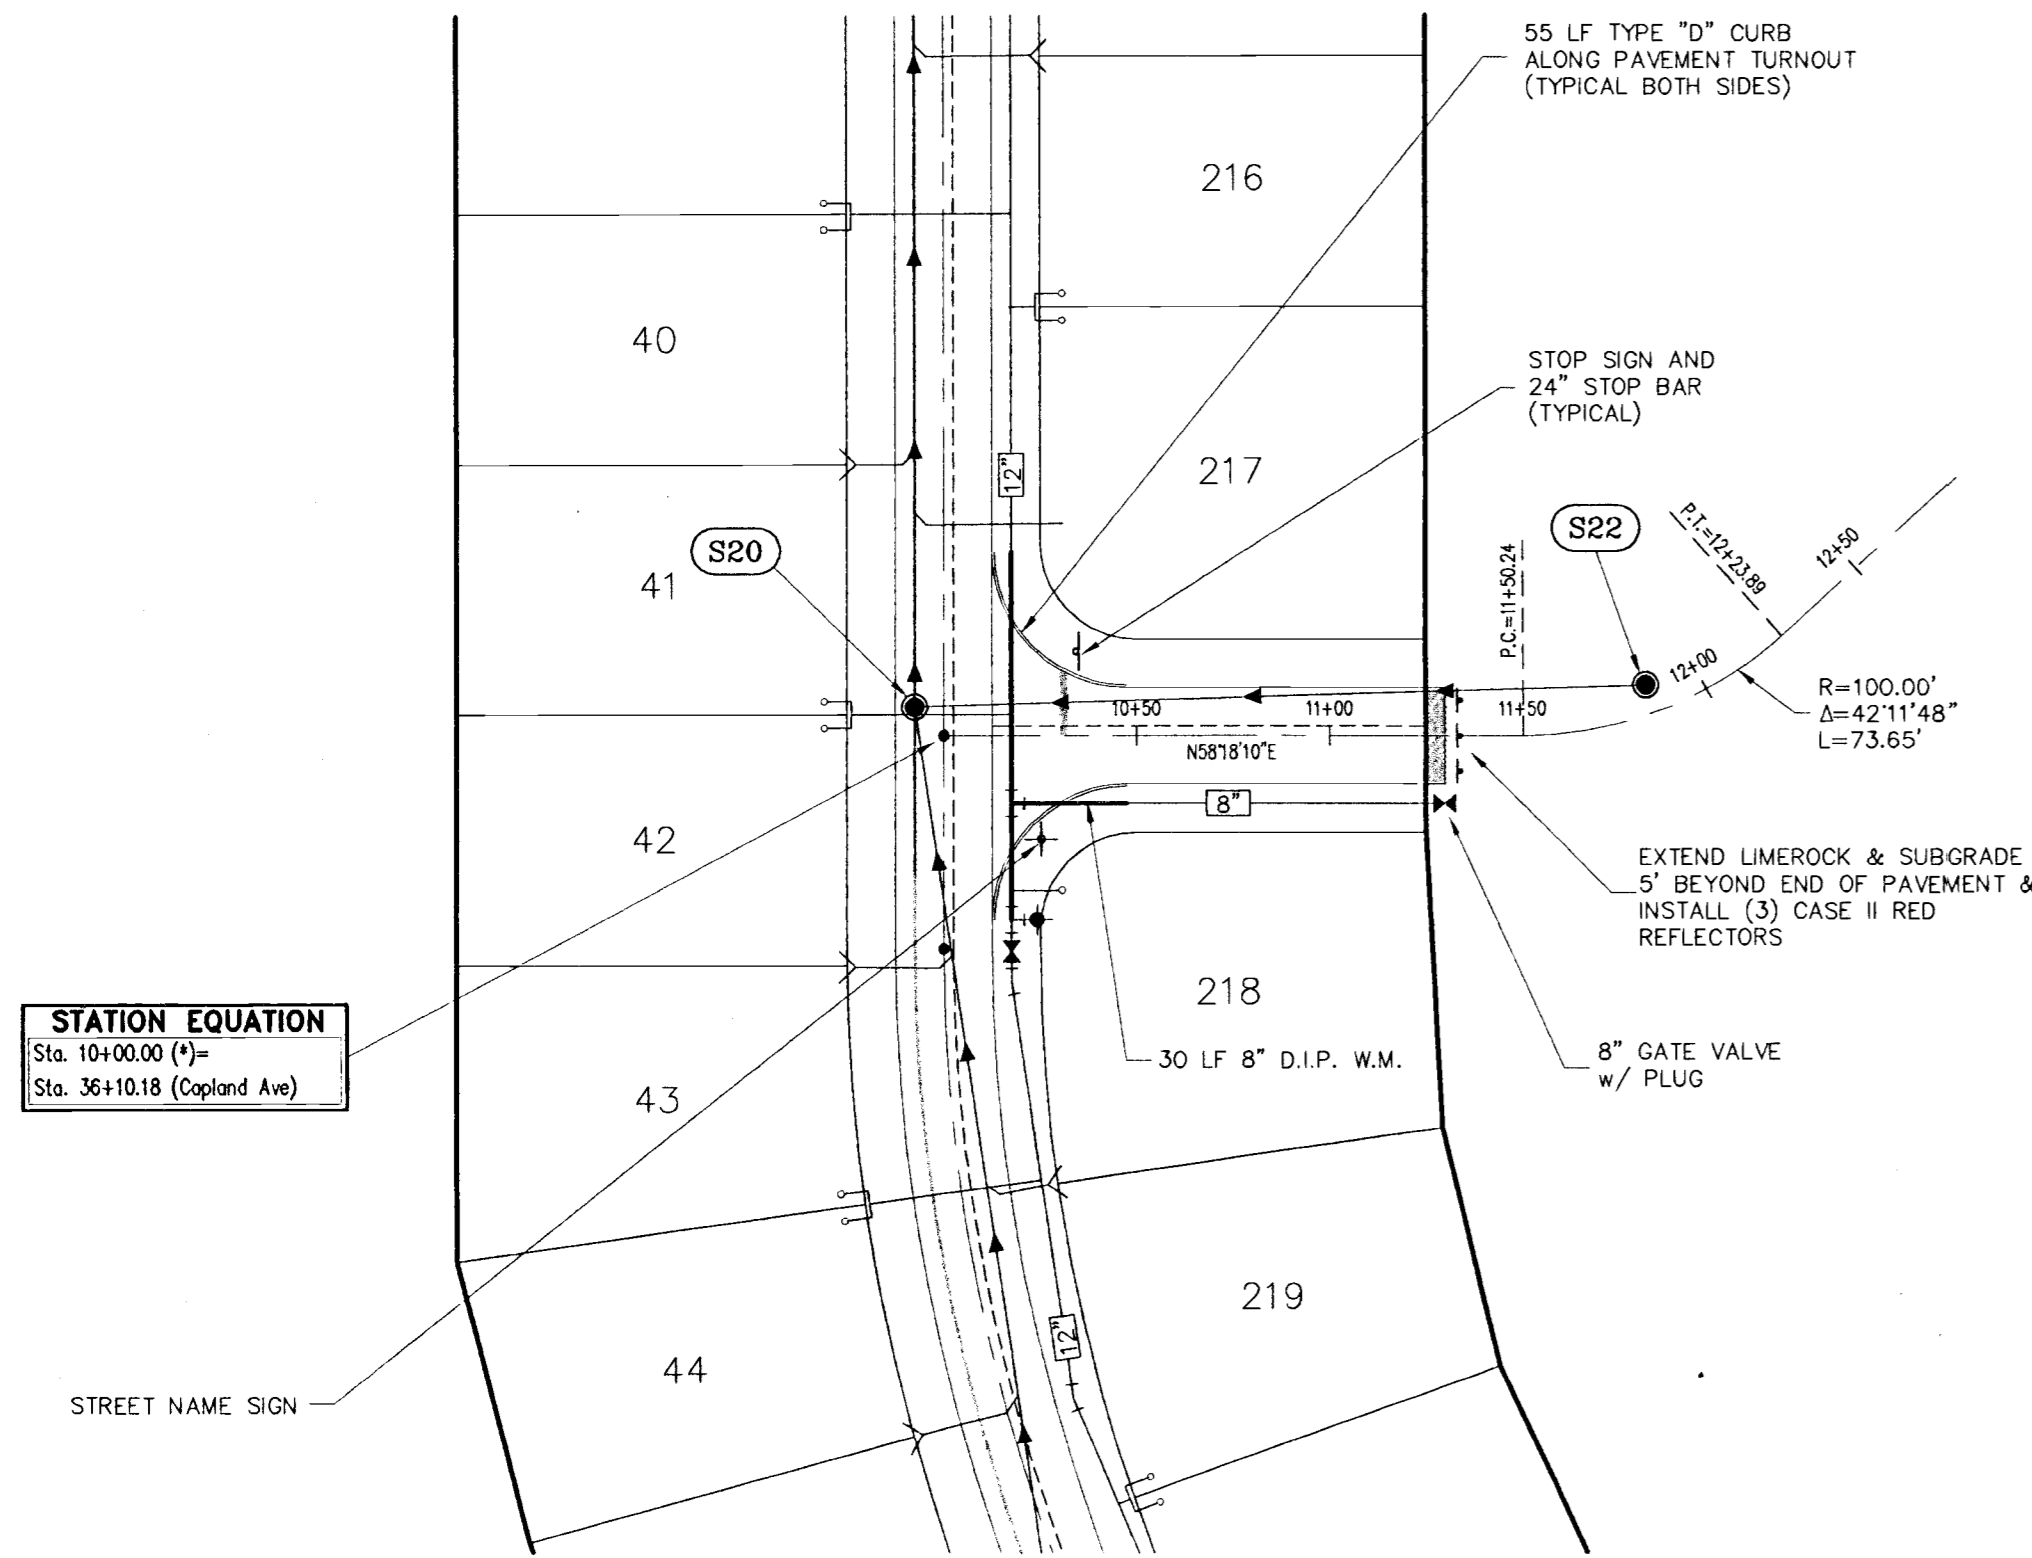 55 LF TYPE "D" CURB
ALONG PAVEMENT TURNOUT
(TYPICAL BOTH SIDES)
216
40
STOP SIGN AND
24" STOP BAR
(TYPICAL)
12"
217
S20
S22
41
P.C.=11+50.24
P.T.=12+23.89
12+50
12+00
10+50
11+00
11+50
N58°18'10"E
R=100.00'
Δ=42°11'48"
L=73.65'
8"
42
EXTEND LIMEROCK & SUBGRADE
5' BEYOND END OF PAVEMENT &
INSTALL (3) CASE II RED
REFLECTORS
218
STATION EQUATION
Sta. 10+00.00 (*)=
Sta. 36+10.18 (Copland Ave)
43
30 LF 8" D.I.P. W.M.
8" GATE VALVE
w/ PLUG
219
12"
44
STREET NAME SIGN